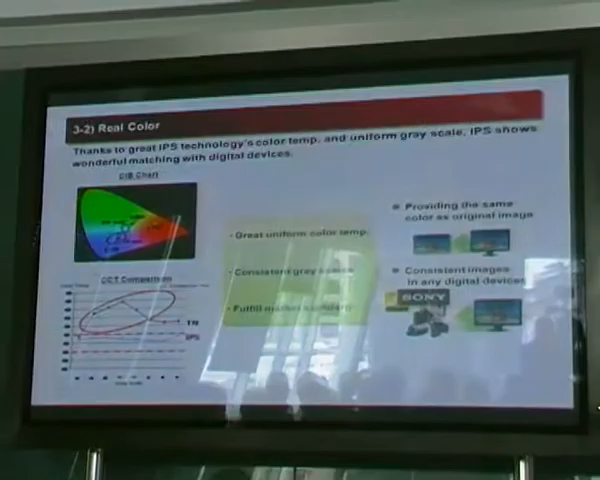 3-2) Real Color
Thanks to great IPS technology's color temp. and uniform gray scale, IPS shows
wonderful matching with digital devices.
CIE Chart
CCT Comparison
TN
IPS
- Great uniform color temp.
- Consistent gray
- Fulfill
Providing the same
color as original image
Consistent images
in any digital devices
SONY